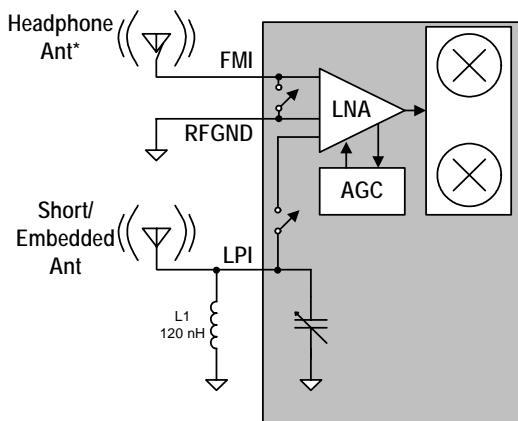 Headphone
Ant*
FMI
LNA
RFGND
AGC
Short/
Embedded
Ant
LPI
L1
120 nH